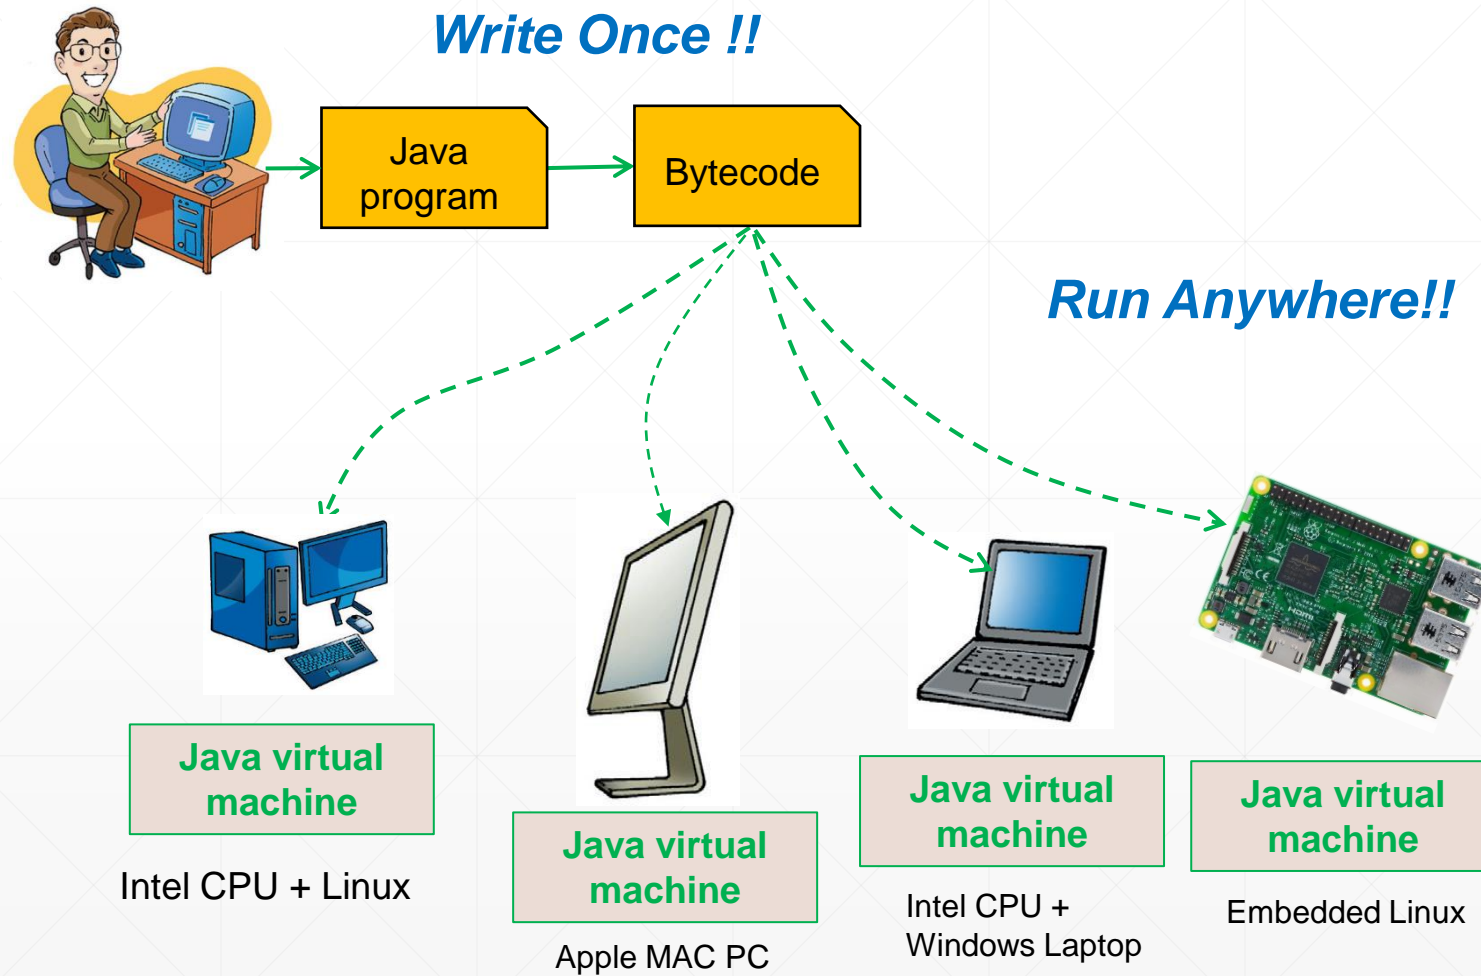 Write Once !!
Java
program
Bytecode
Run Anywhere!!
Java virtual
machine
Intel CPU + Linux
Java virtual
machine
Apple MAC PC
Java virtual
machine
Intel CPU +
Windows Laptop
Java virtual
machine
Embedded Linux
HDMI